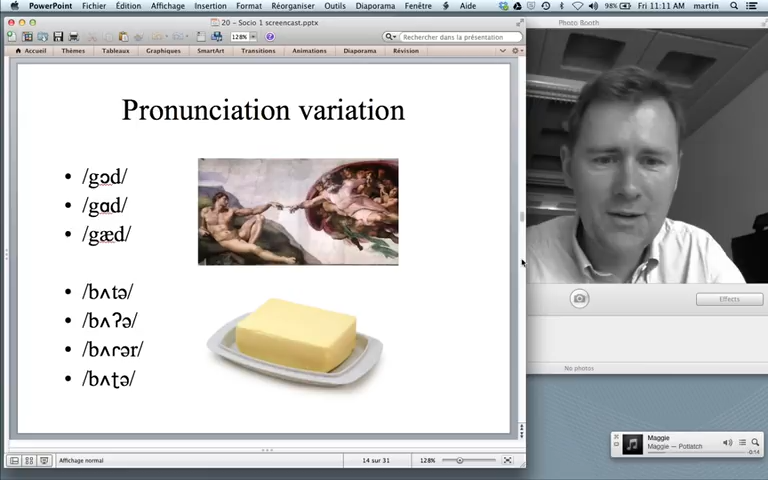 PowerPoint Fichier Édition Affichage Insertion Format Réorganiser Outils Diaporama Fenêtre Aide 98% Fri 11:11 AM martin
20 – Socio 1 screencast.pptx
Photo Booth
128% Rechercher dans la présentation
Accueil Thèmes Tableaux Graphiques SmartArt Transitions Animations Diaporama Révision
Pronunciation variation
• /gɔd/
• /gɑd/
• /gæd/
• /bʌtə/
• /bʌʔə/
• /bʌɾər/
• /bʌʈə/
Effects
No photos
Maggie
Maggie — Potlatch
-0:14
Affichage normal 14 sur 31 128%